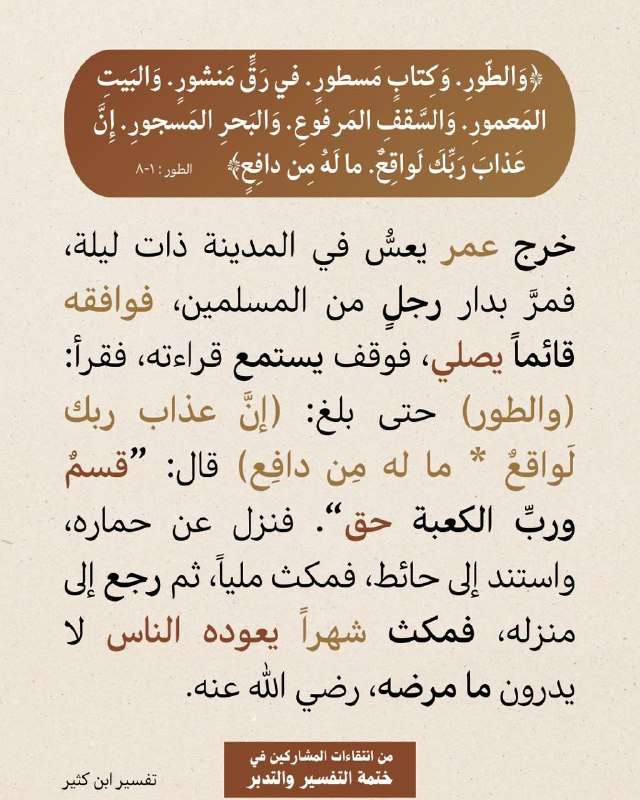 ﴿وَالطّورِ. وَكِتابٍ مَسطورٍ. في رَقٍّ مَنشورٍ. وَالبَيتِ
المَعمورِ. وَالسَّقفِ المَرفوعِ. وَالبَحرِ المَسجورِ. إِنَّ
عَذابَ رَبِّكَ لَواقِعٌ. ما لَهُ مِن دافِعٍ﴾ الطور : ١-٨
خرج عمر يعسُّ في المدينة ذات ليلة،
فمرَّ بدار رجلٍ من المسلمين، فوافقه
قائماً يصلي، فوقف يستمع قراءته، فقرأ:
(والطور) حتى بلغ: (إنَّ عذاب ربك
لَواقعٌ * ما له مِن دافِع) قال: ”قسمٌ
وربِّ الكعبة حق“. فنزل عن حماره،
واستند إلى حائط، فمكث ملياً، ثم رجع إلى
منزله، فمكث شهراً يعوده الناس لا
يدرون ما مرضه، رضي الله عنه.
من انتقاءات المشاركين في
ختمة التفسير والتدبر
تفسير ابن كثير